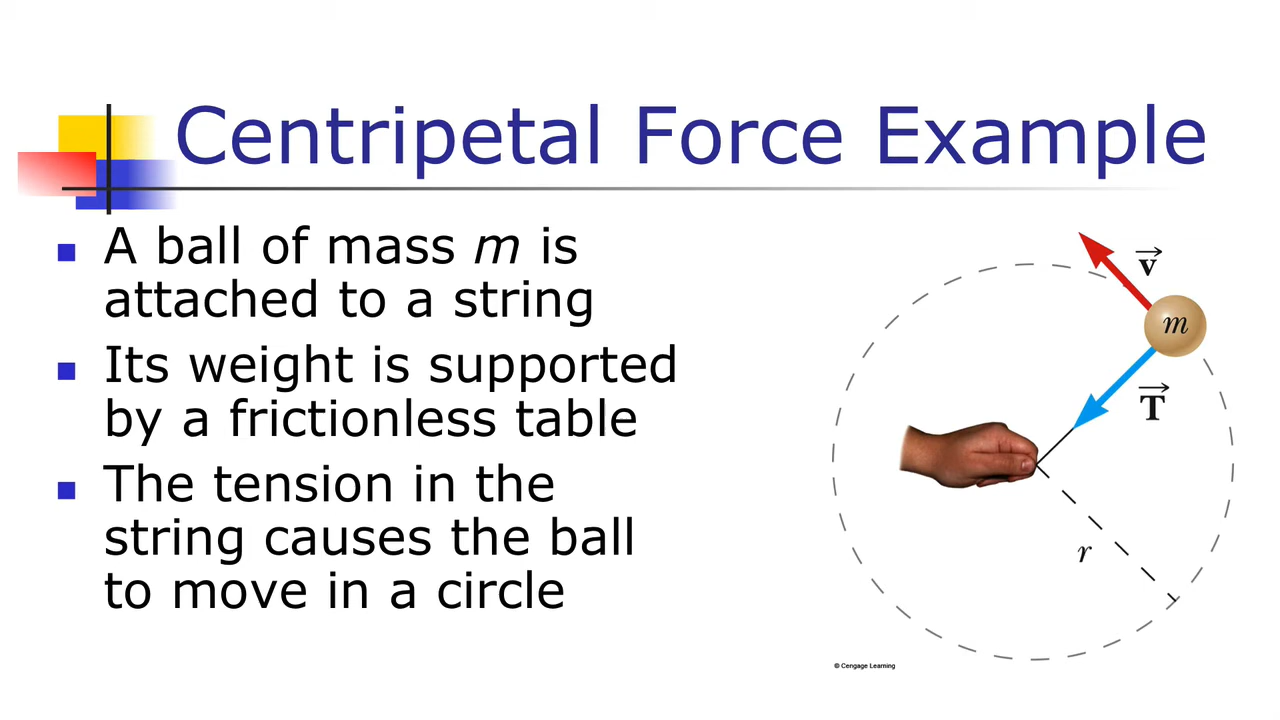 Centripetal Force Example
A ball of mass m is
attached to a string
Its weight is supported
by a frictionless table
The tension in the
string causes the ball
to move in a circle
v
m
T
r
© Cengage Learning